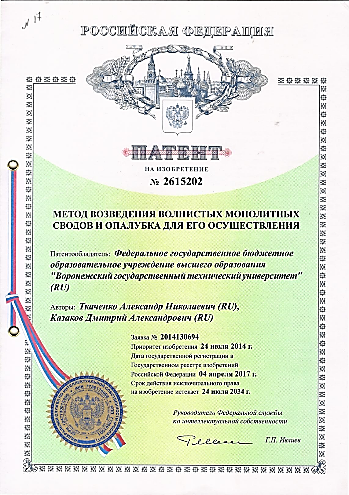 № 17
РОССИЙСКАЯ ФЕДЕРАЦИЯ
ПАТЕНТ
НА ИЗОБРЕТЕНИЕ
№ 2615202
МЕТОД ВОЗВЕДЕНИЯ ВОЛНИСТЫХ МОНОЛИТНЫХ
СВОДОВ И ОПАЛУБКА ДЛЯ ЕГО ОСУЩЕСТВЛЕНИЯ
Патентообладатель: Федеральное государственное бюджетное
образовательное учреждение высшего образования
"Воронежский государственный технический университет"
(RU)
Авторы: Ткаченко Александр Николаевич (RU),
Казаков Дмитрий Александрович (RU)
Заявка № 2014130694
Приоритет изобретения 24 июля 2014 г.
Дата государственной регистрации в
Государственном реестре изобретений
Российской Федерации 04 апреля 2017 г.
Срок действия исключительного права
на изобретение истекает 24 июля 2034 г.
Руководитель Федеральной службы
по интеллектуальной собственности
Г.П. Ивлиев